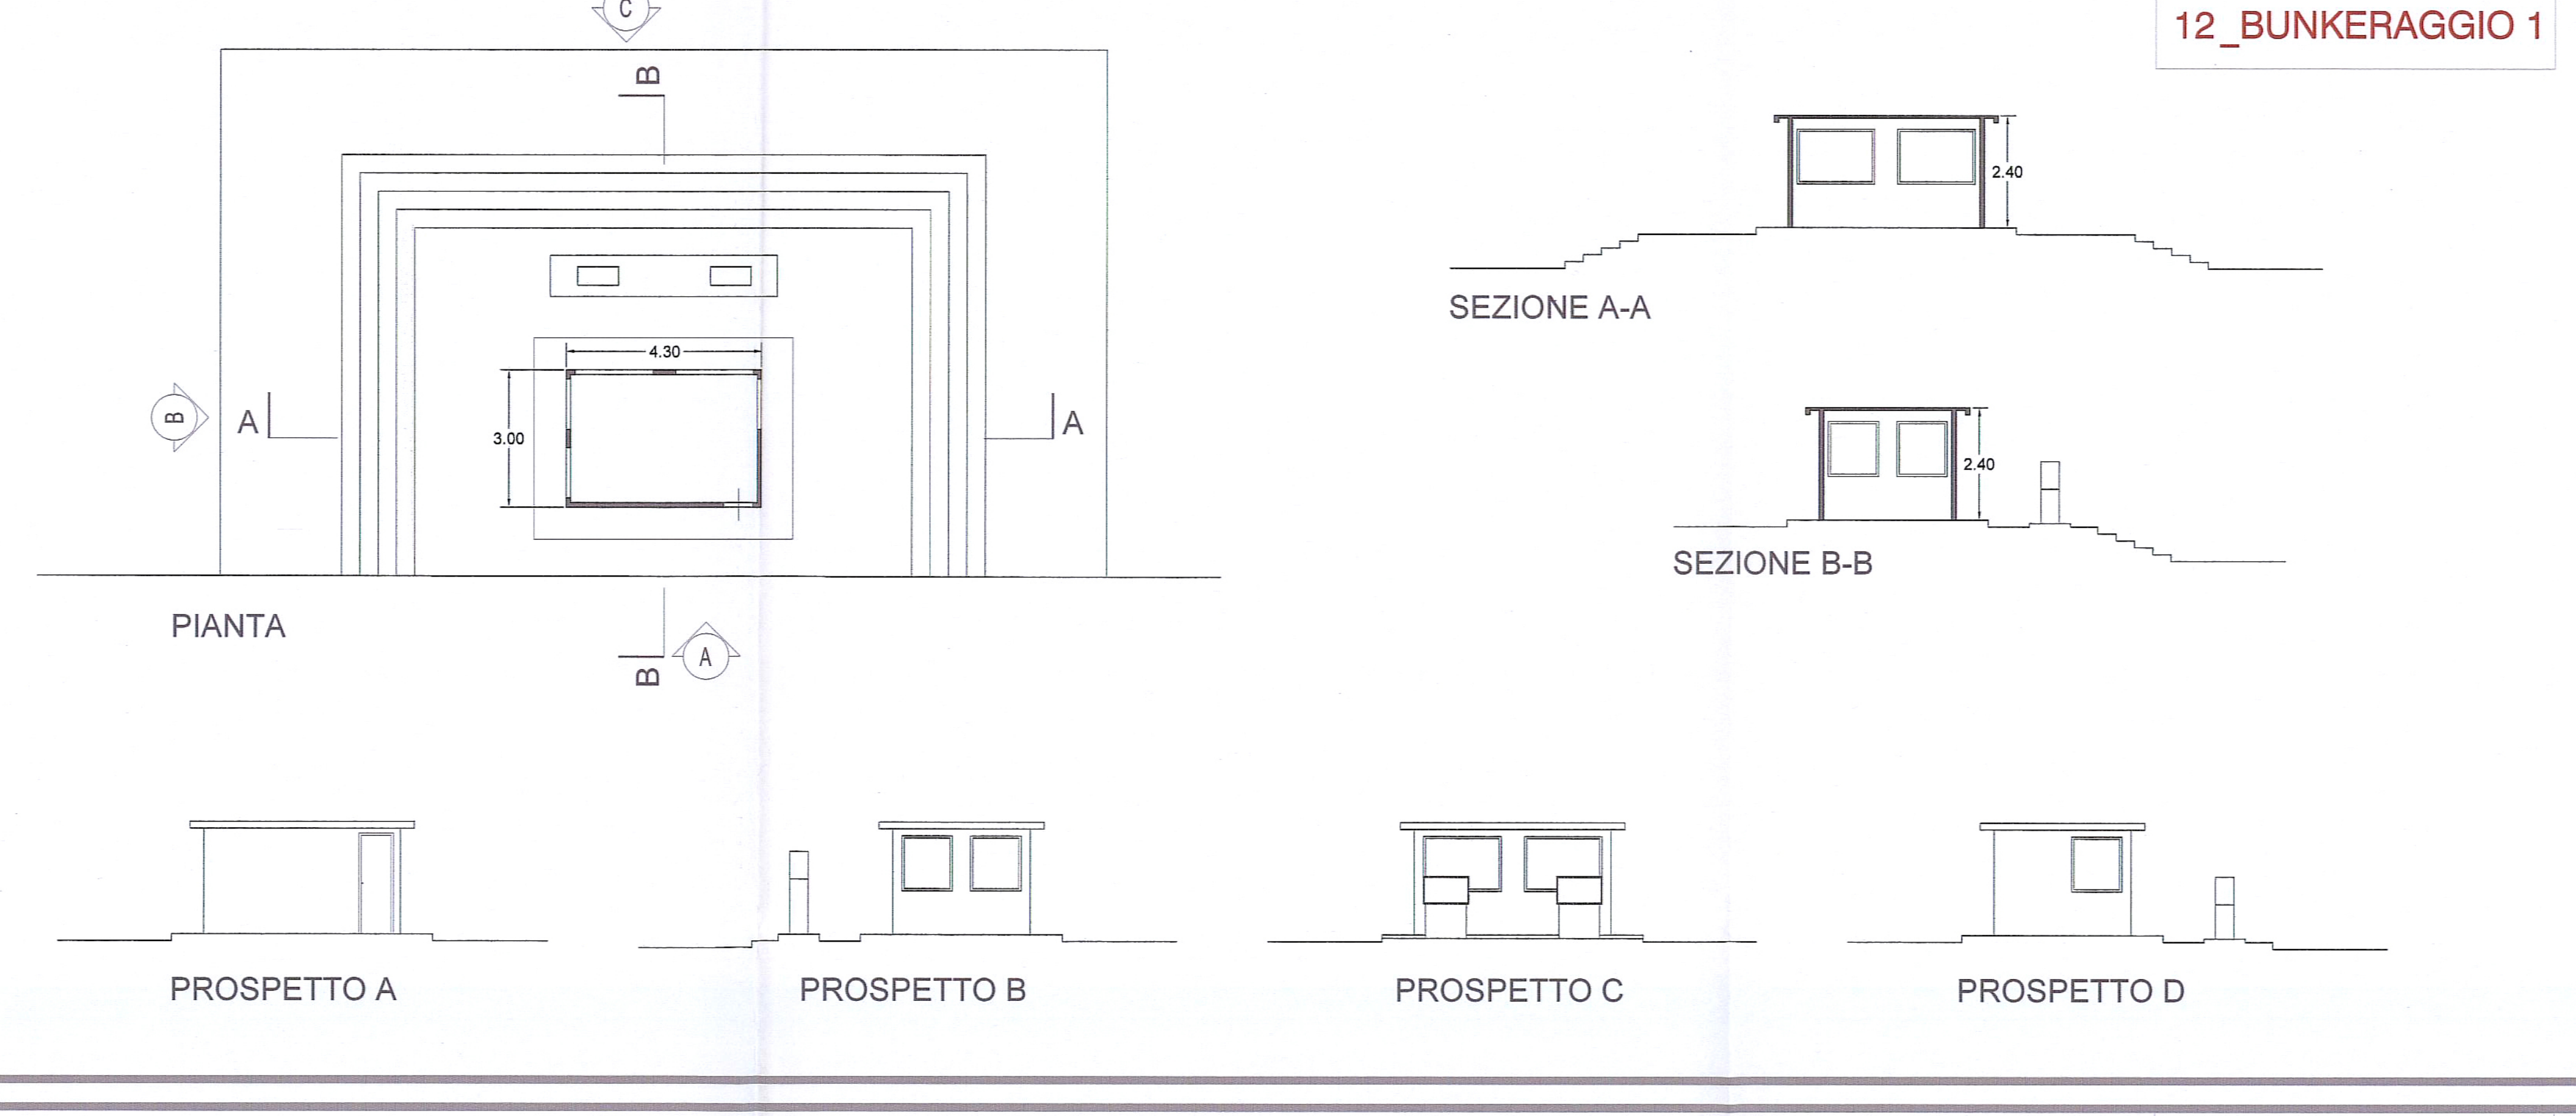 C
12_BUNKERAGGIO 1
B
2.40
4.30
B
A
A
3.00
SEZIONE A-A
2.40
SEZIONE B-B
PIANTA
B
A
PROSPETTO A
PROSPETTO B
PROSPETTO C
PROSPETTO D